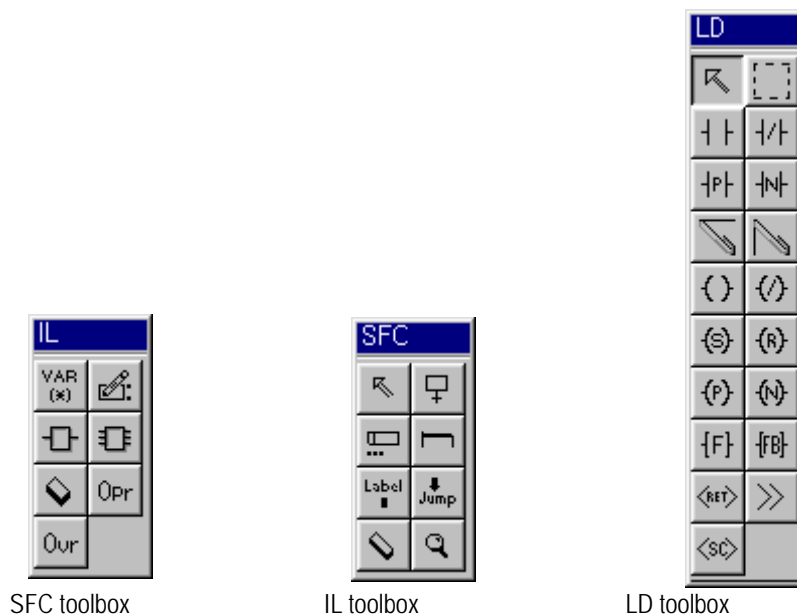 LD
P N
( ) (/)
(S) (R)
IL
SFC
(P) (N)
VAR
(*)
{F} {FB}
Label
Jump
Opr
<RET> >>
Ovr
<SC>
SFC toolbox IL toolbox LD toolbox